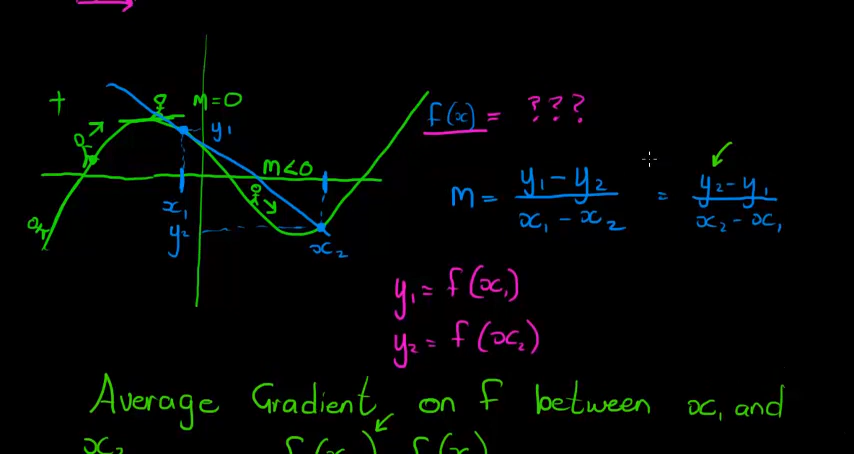 +
m=0
y₁
f(x) = ???
m<0
m = (y₁ − y₂)/(x₁ − x₂) = (y₂ − y₁)/(x₂ − x₁)
x₁
y₂
x₂
y₁ = f(x₁)
y₂ = f(x₂)
Average Gradient on f between x₁ and
x₂